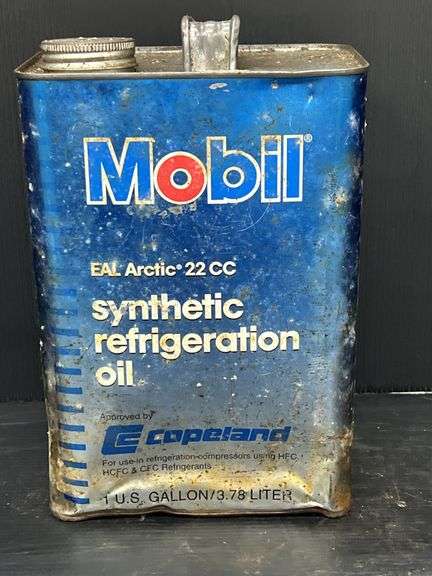 Mobil®
EAL Arctic® 22 CC
synthetic
refrigeration
oil
Approved by
copeland
For use in refrigeration compressors using HFC,
HCFC & CFC Refrigerants
1 U.S. GALLON/3.78 LITER